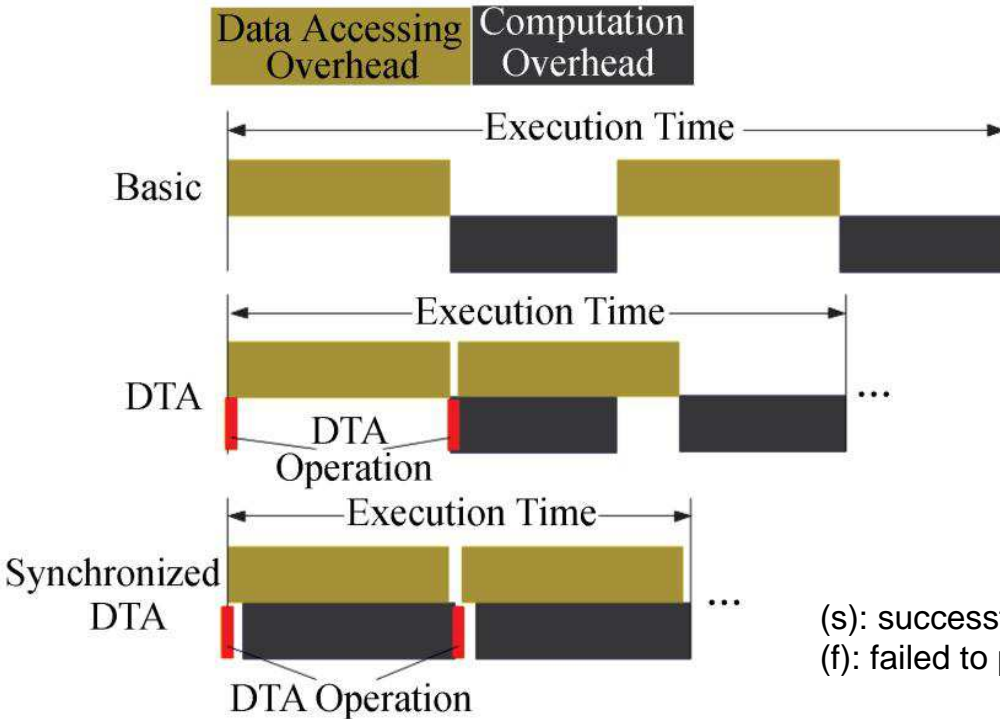 Data Accessing
Overhead
Computation
Overhead
Execution Time
Basic
Execution Time
DTA
...
DTA
Operation
Execution Time
Synchronized
DTA
...
DTA Operation
(s):
(f): failed to